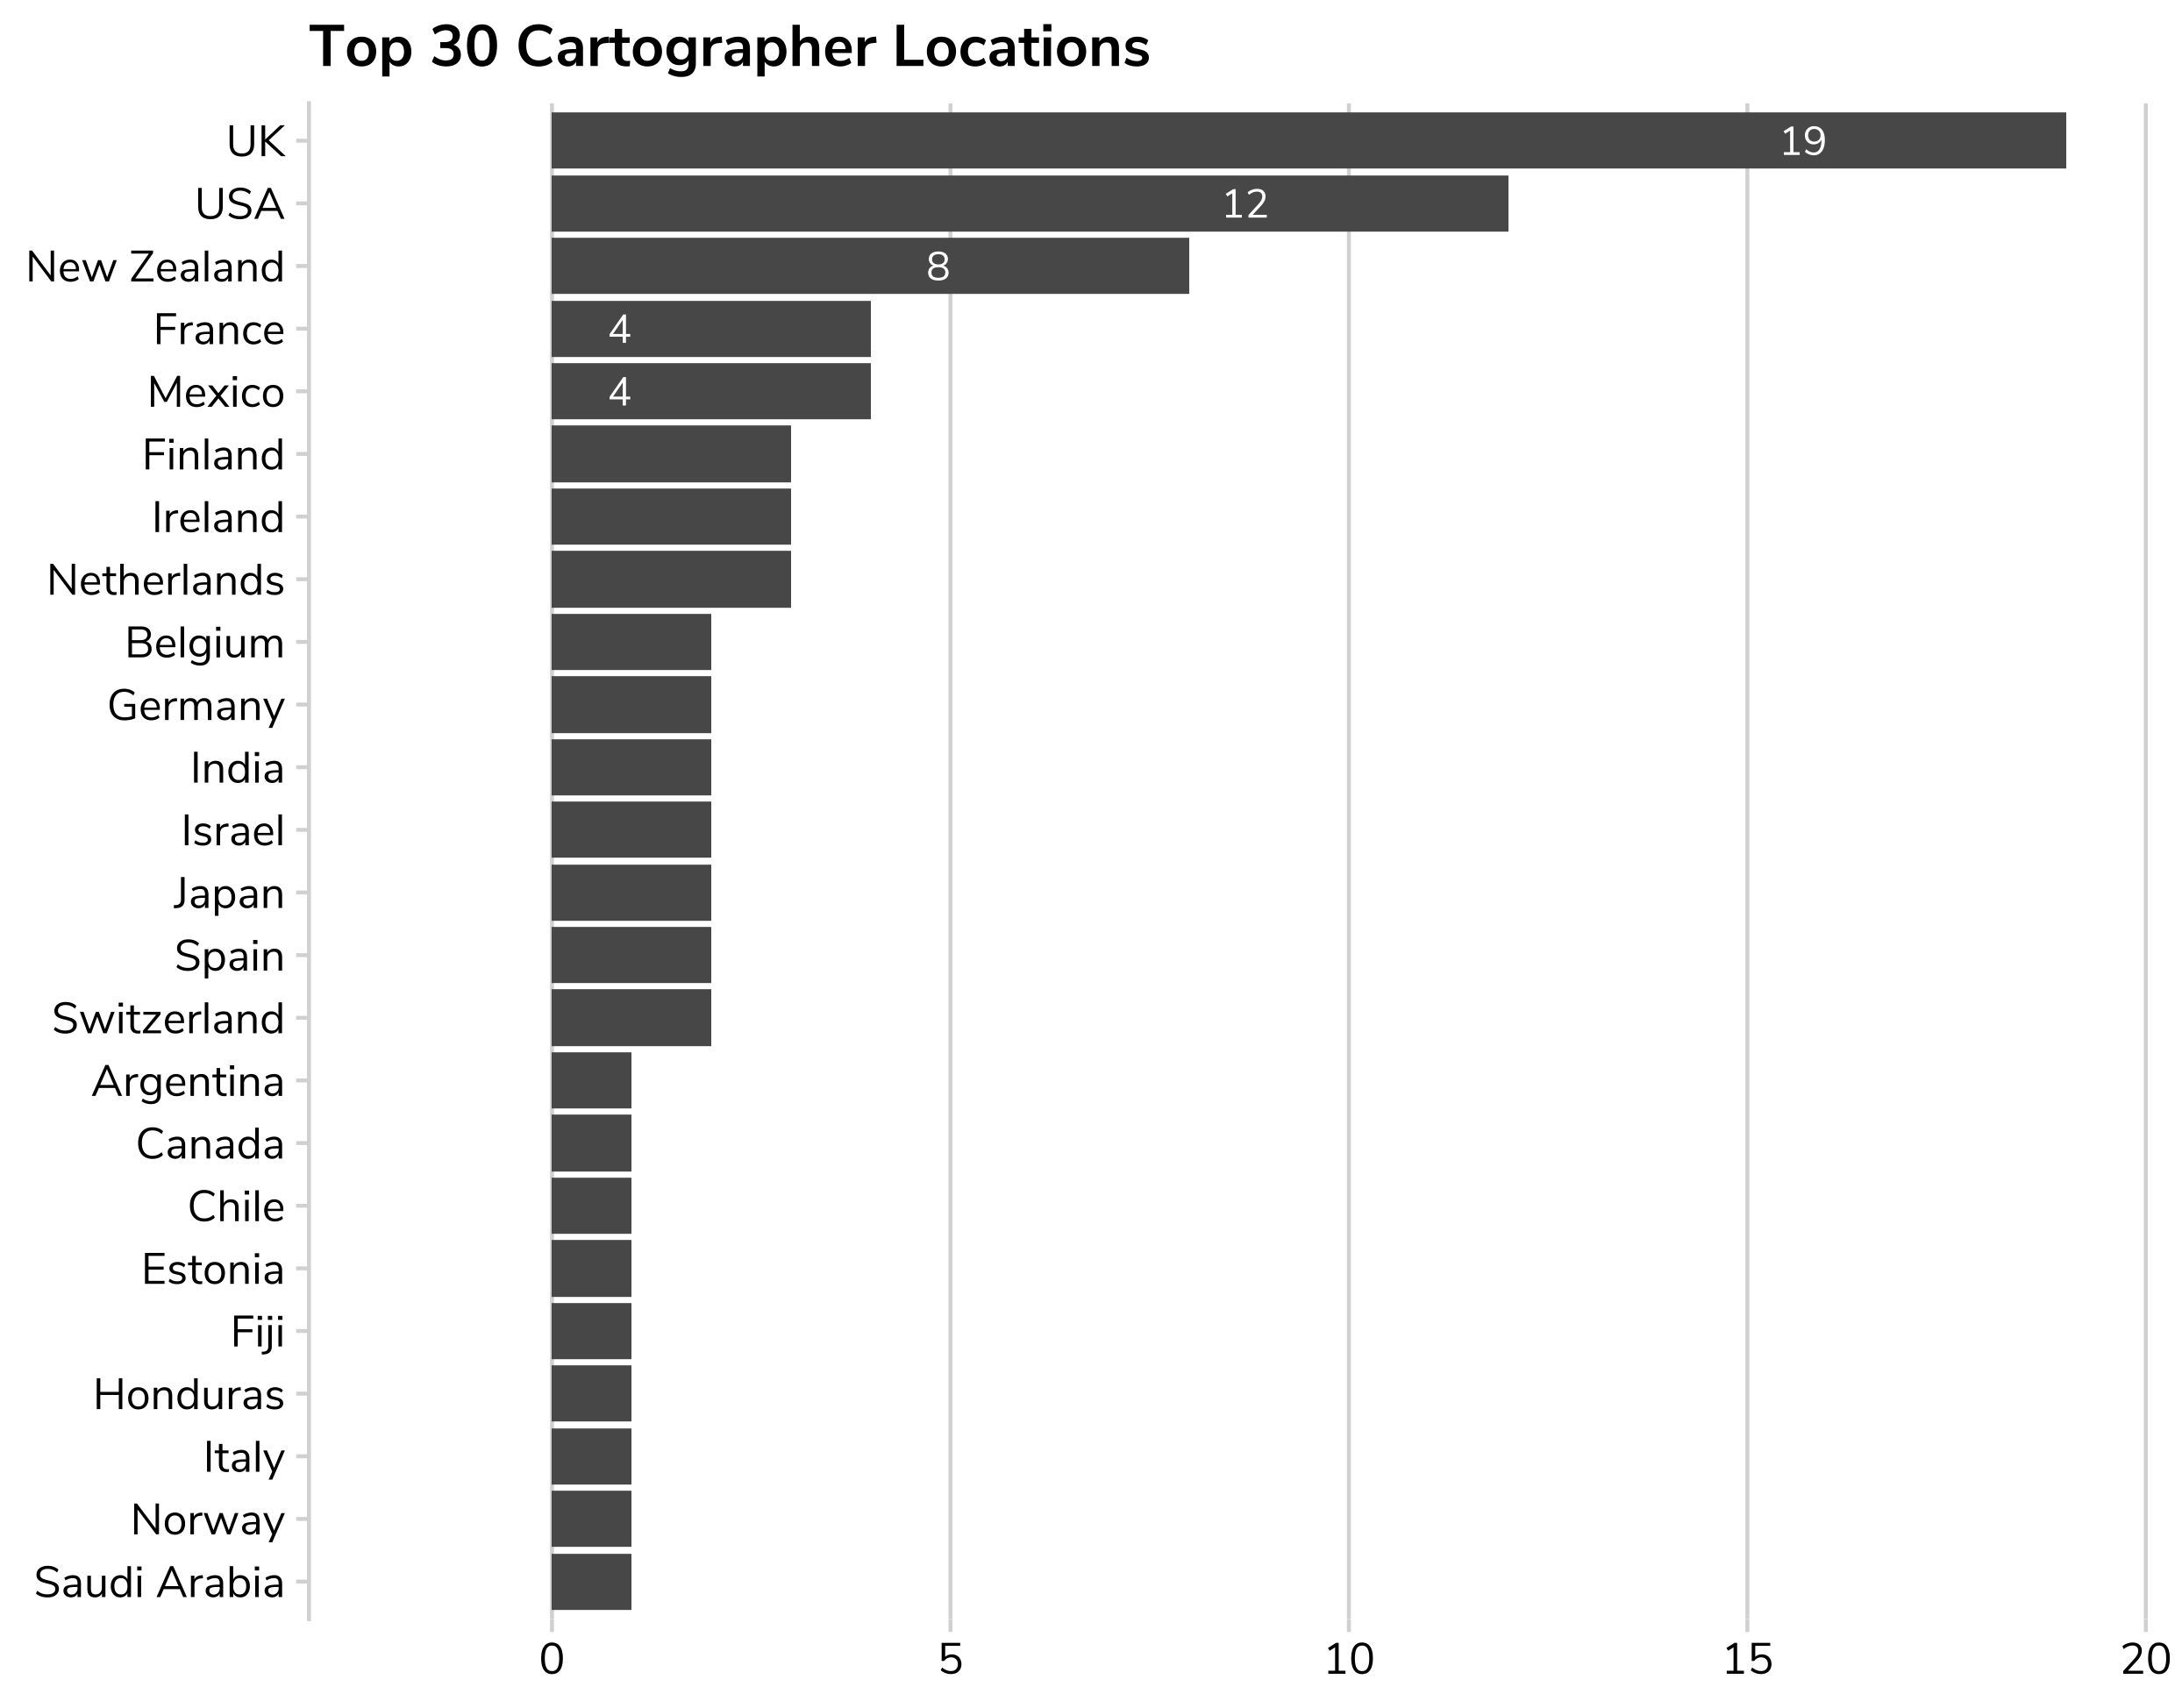 Top 30 Cartographer Locations
UK 19
USA 12
New Zealand 8
France 4
Mexico 4
Finland
Ireland
Netherlands
Belgium
Germany
India
Israel
Japan
Spain
Switzerland
Argentina
Canada
Chile
Estonia
Fiji
Honduras
Italy
Norway
Saudi Arabia
0 5 10 15 20